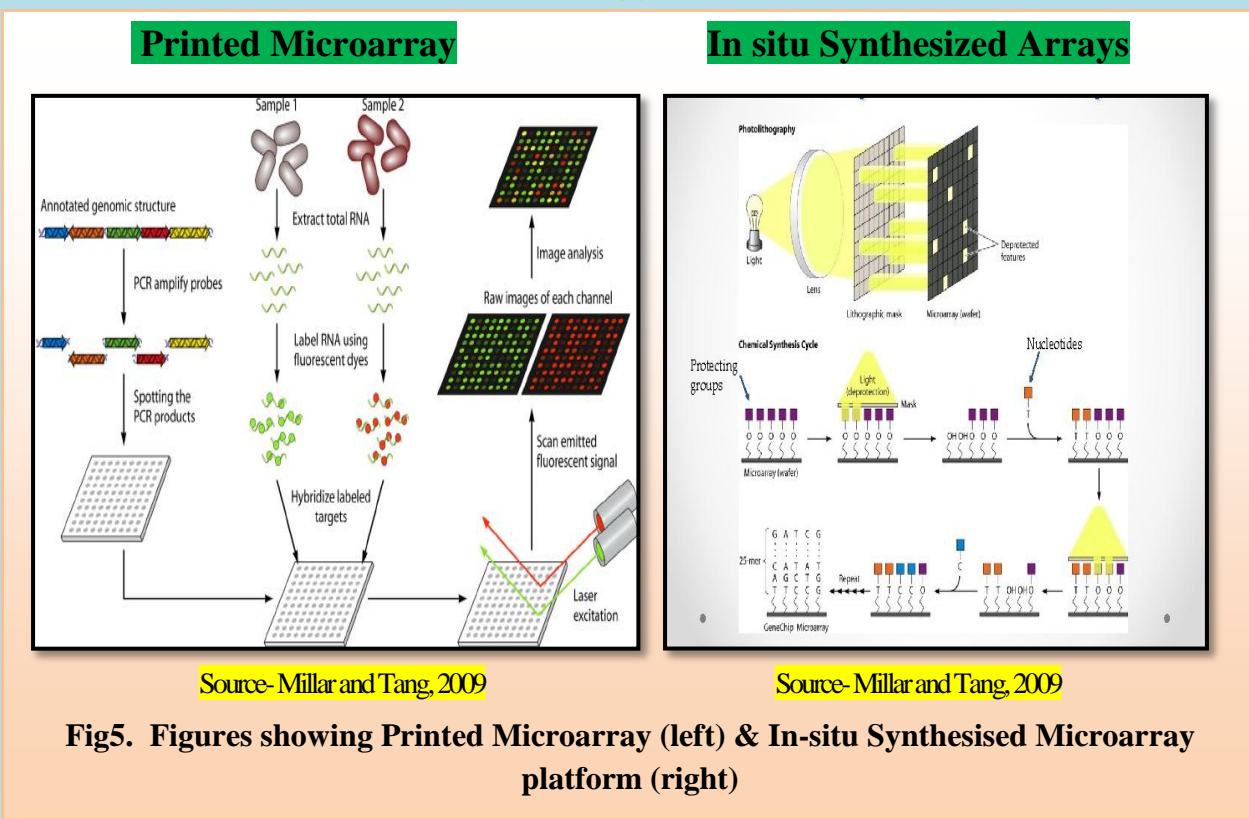 Printed Microarray
In situ Synthesized Arrays
Sample 1
Sample 2
Annotated genomic structure
Extract total RNA
PCR amplify probes
Label RNA using
fluorescent dyes
Spotting the
PCR products
Hybridize labeled
targets
Image analysis
Raw images of each channel
Scan emitted
fluorescent signal
Laser
excitation
Photolithography
Light
Lens
Lithographic mask
Microarray (wafer)
Deprotected
features
Chemical Synthesis Cycle
Nucleotides
Protecting
groups
Light
(deprotection)
Mask
T
O O O O O
O O O O O
OH OH O O O
T T O O O
Microarray (wafer)
G A T C G
25-mer
C A T A T
A G C T G
T T C C G
Repeat
C
T T C C O
T T OH OH O
T T O O O
GeneChip Microarray
Source- Millar and Tang, 2009
Source- Millar and Tang, 2009
Fig5. Figures showing Printed Microarray (left) & In-situ Synthesised Microarray
platform (right)